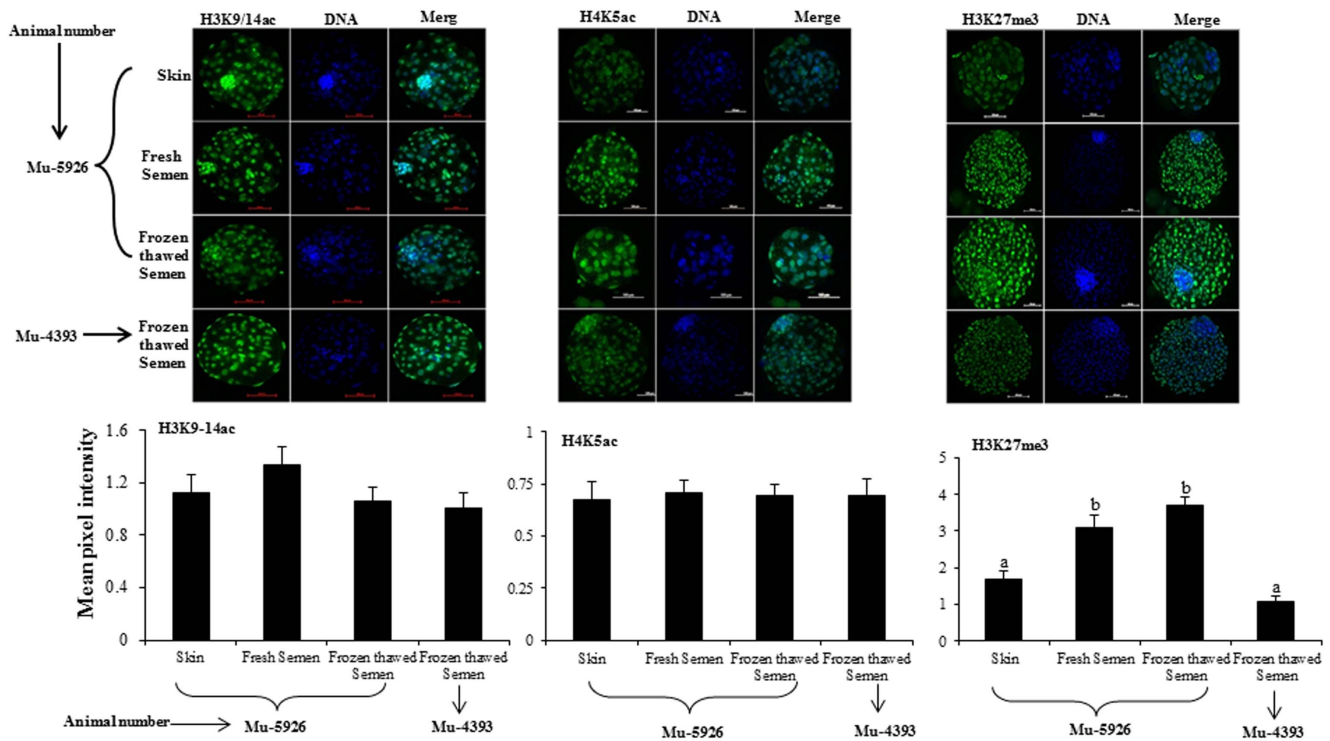 H3K9/14ac DNA Merg
H4K5ac DNA Merge
H3K27me3 DNA Merge
Animal number
Mu-5926
Skin
Fresh
Semen
Frozen
thawed
Semen
Mu-4393
Frozen
thawed
Semen
Mean pixel intensity
H3K9-14ac
1.6
1.2
0.8
0.4
0
Skin
Fresh Semen
Frozen thawed
Semen
Frozen thawed
Semen
Animal number
Mu-5926
Mu-4393
H4K5ac
1
0.75
0.5
0.25
0
Skin
Fresh Semen
Frozen thawed
Semen
Frozen thawed
Semen
Mu-5926
Mu-4393
H3K27me3
5
4
3
2
1
0
a
b
b
a
Skin
Fresh Semen
Frozen thawed
Semen
Frozen thawed
Semen
Mu-5926
Mu-4393